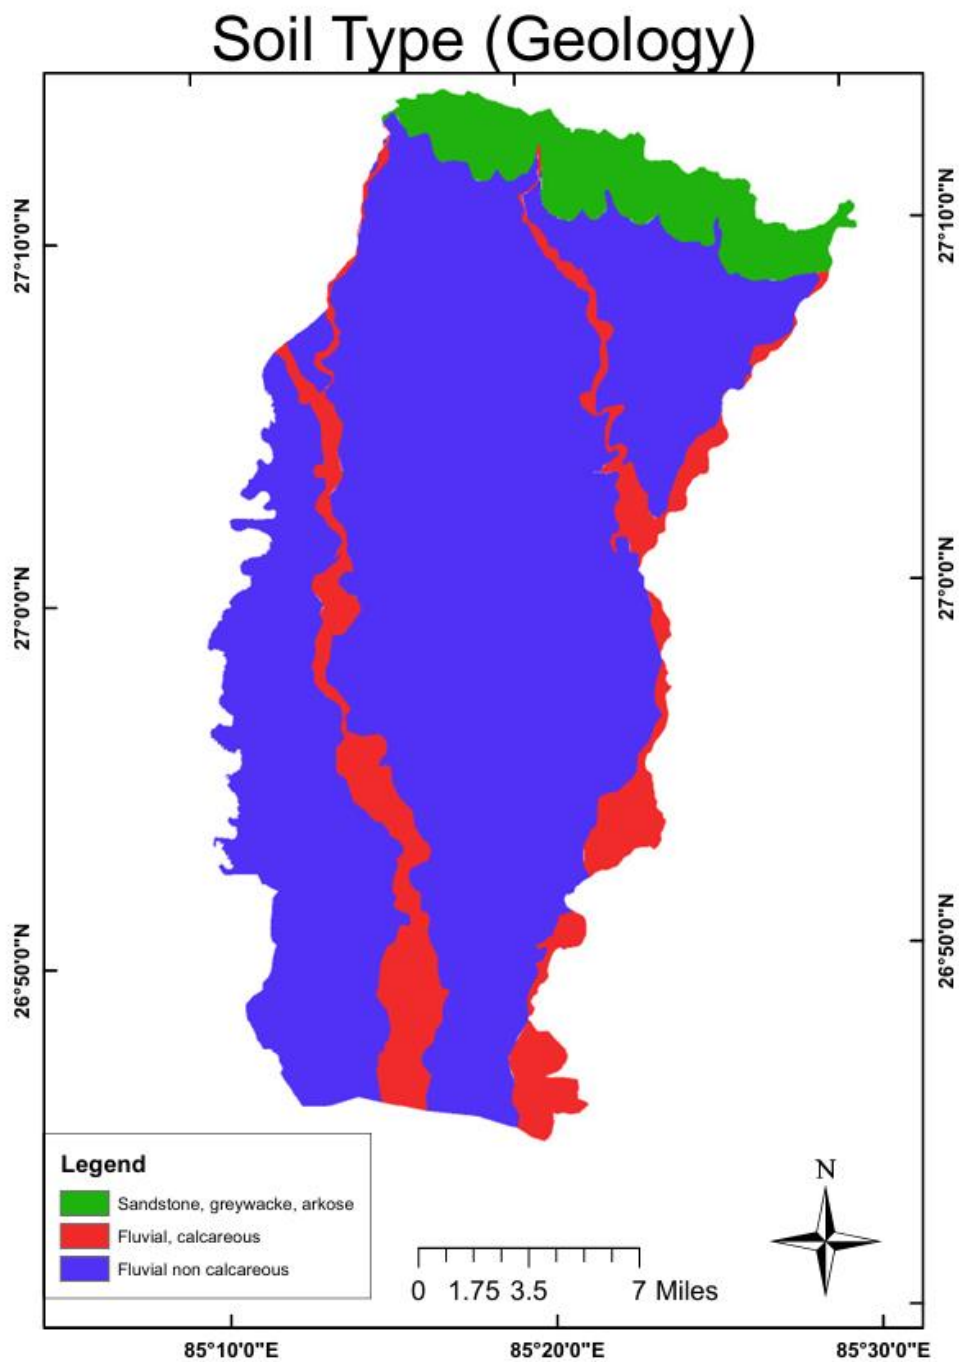 Soil Type (Geology)
27°10'0"N
27°10'0"N
27°0'0"N
27°0'0"N
26°50'0"N
26°50'0"N
Legend
Sandstone, greywacke, arkose
Fluvial, calcareous
Fluvial non calcareous
N
0 1.75 3.5 7 Miles
85°10'0"E 85°20'0"E 85°30'0"E